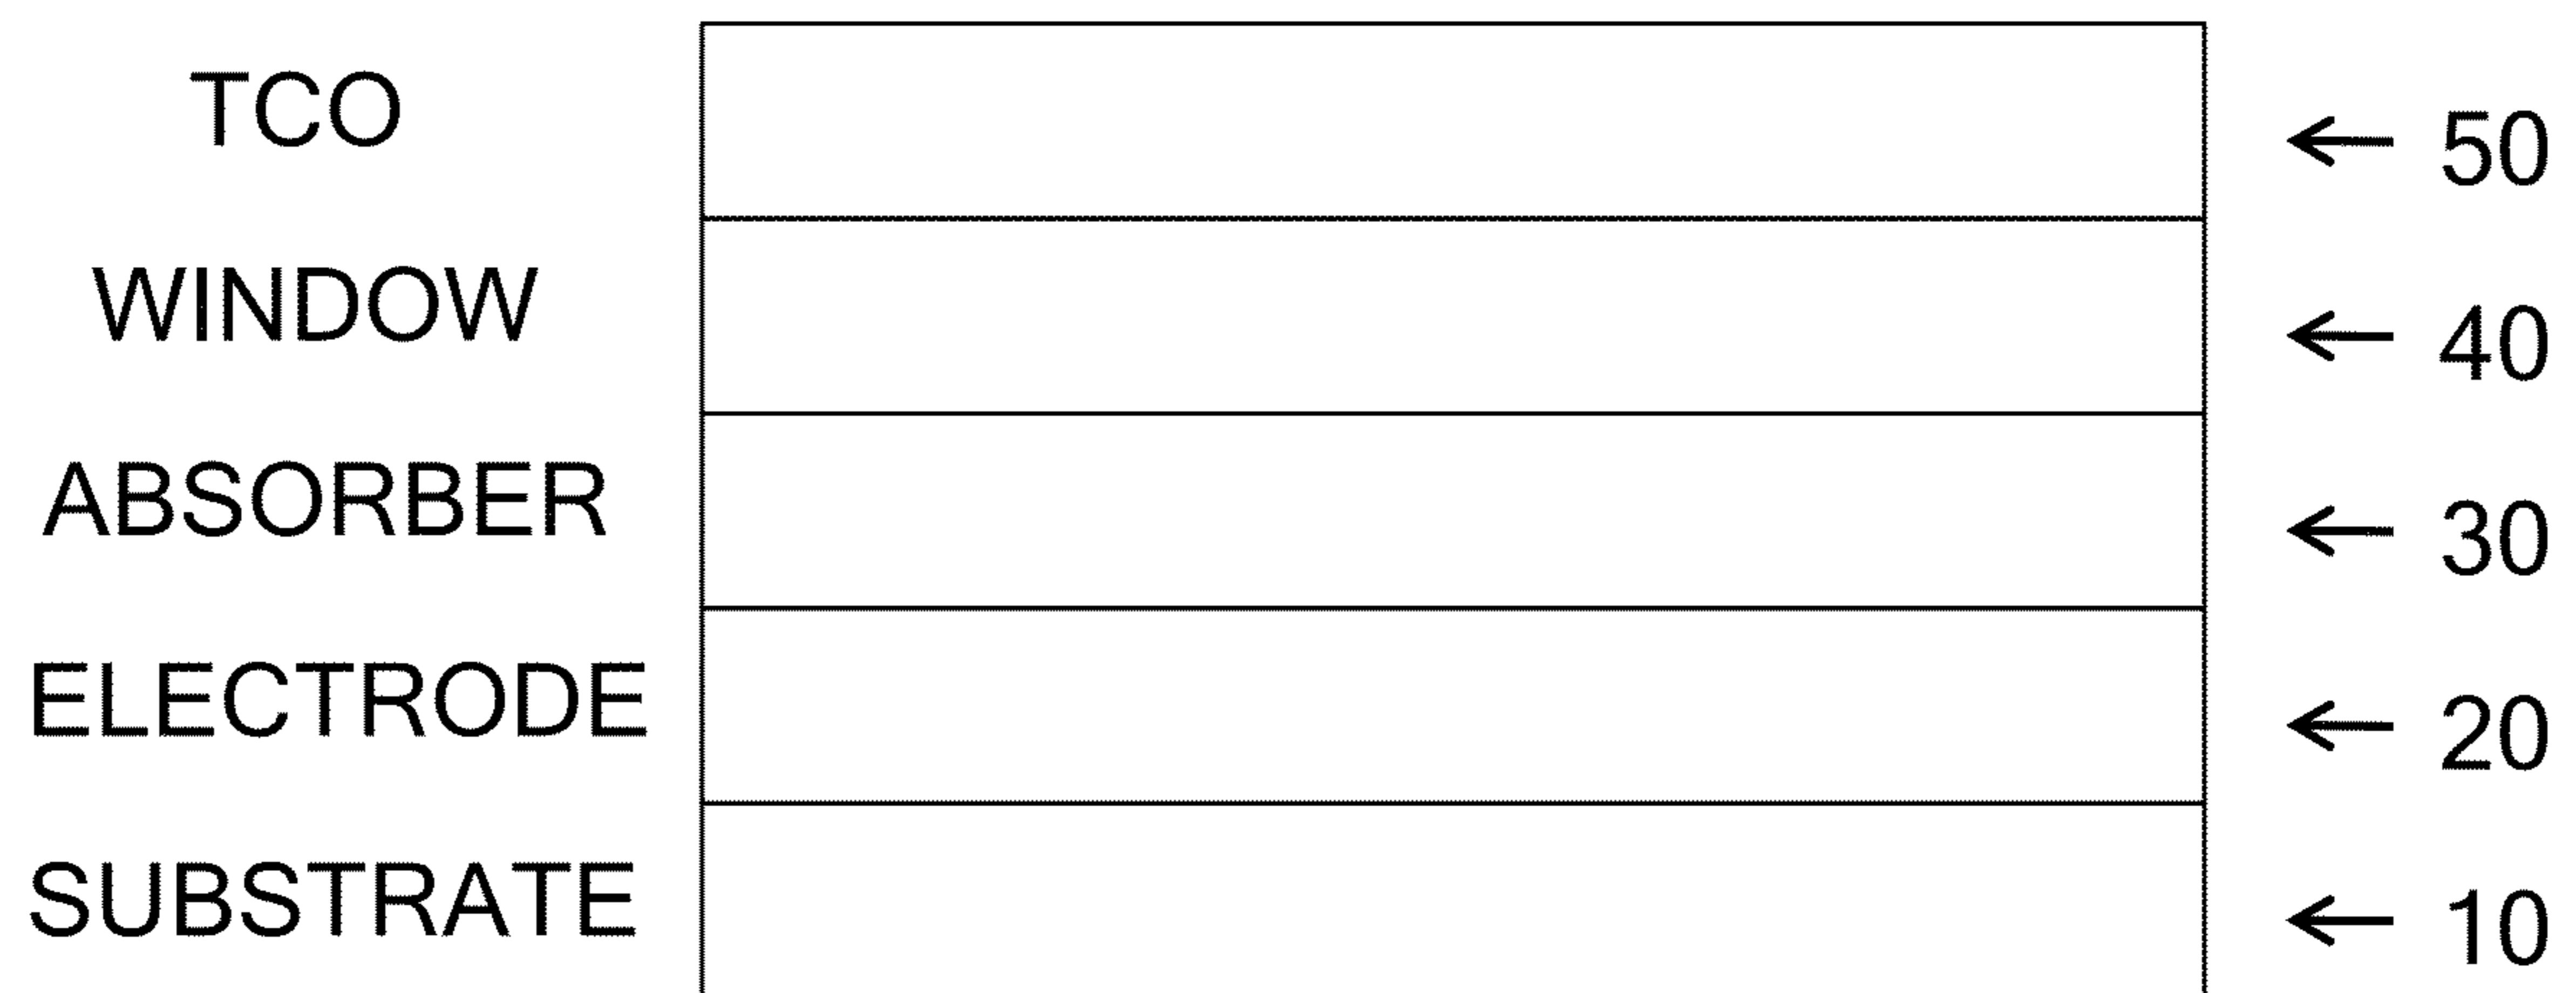 TCO ← 50
WINDOW ← 40
ABSORBER ← 30
ELECTRODE ← 20
SUBSTRATE ← 10